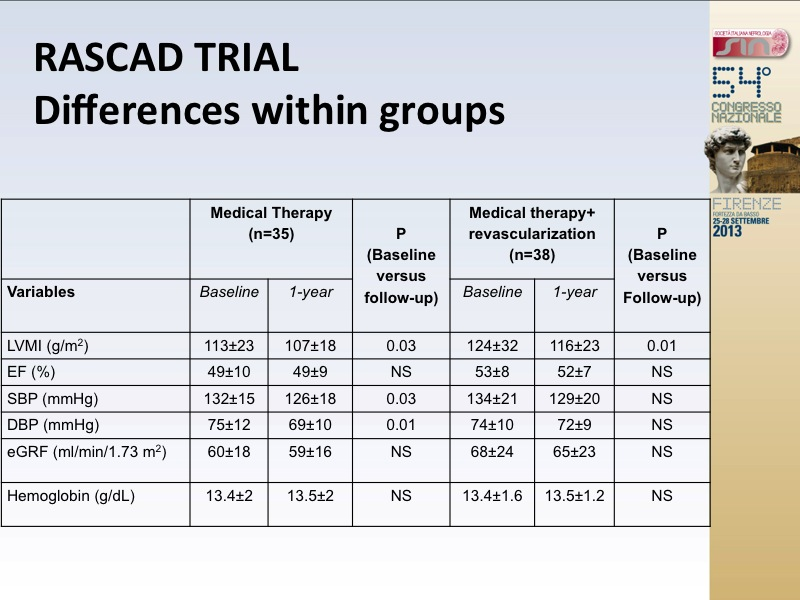 RASCAD TRIAL
Differences within groups
SOCIETÀ ITALIANA NEFROLOGIA
SIN
54°
CONGRESSO
NAZIONALE
FIRENZE
FORTEZZA DA BASSO
25-28 SETTEMBRE
2013
Medical Therapy
(n=35)
P
(Baseline
versus
follow-up)
Medical therapy+
revascularization
(n=38)
P
(Baseline
versus
Follow-up)
Variables Baseline 1-year Baseline 1-year
LVMI (g/m²) 113±23 107±18 0.03 124±32 116±23 0.01
EF (%) 49±10 49±9 NS 53±8 52±7 NS
SBP (mmHg) 132±15 126±18 0.03 134±21 129±20 NS
DBP (mmHg) 75±12 69±10 0.01 74±10 72±9 NS
eGRF (ml/min/1.73 m²) 60±18 59±16 NS 68±24 65±23 NS
Hemoglobin (g/dL) 13.4±2 13.5±2 NS 13.4±1.6 13.5±1.2 NS